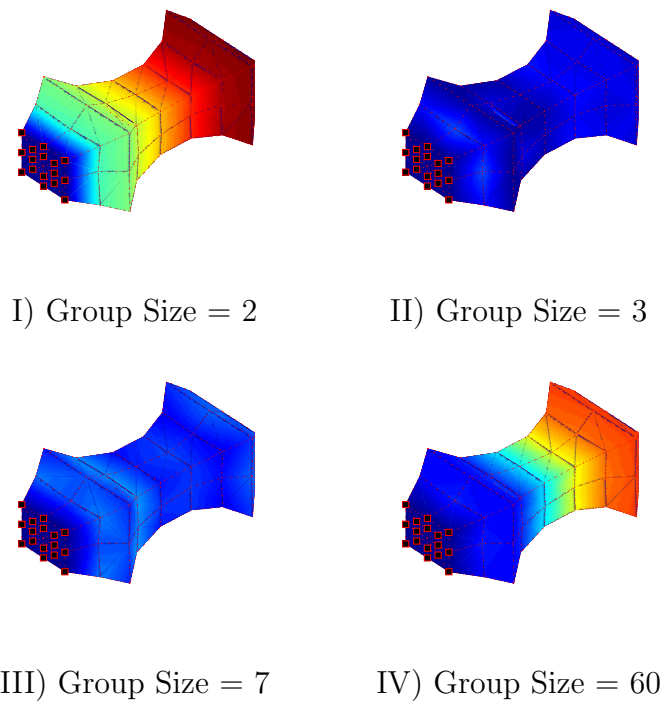 I) Group Size = 2
II) Group Size = 3
III) Group Size = 7
IV) Group Size = 60